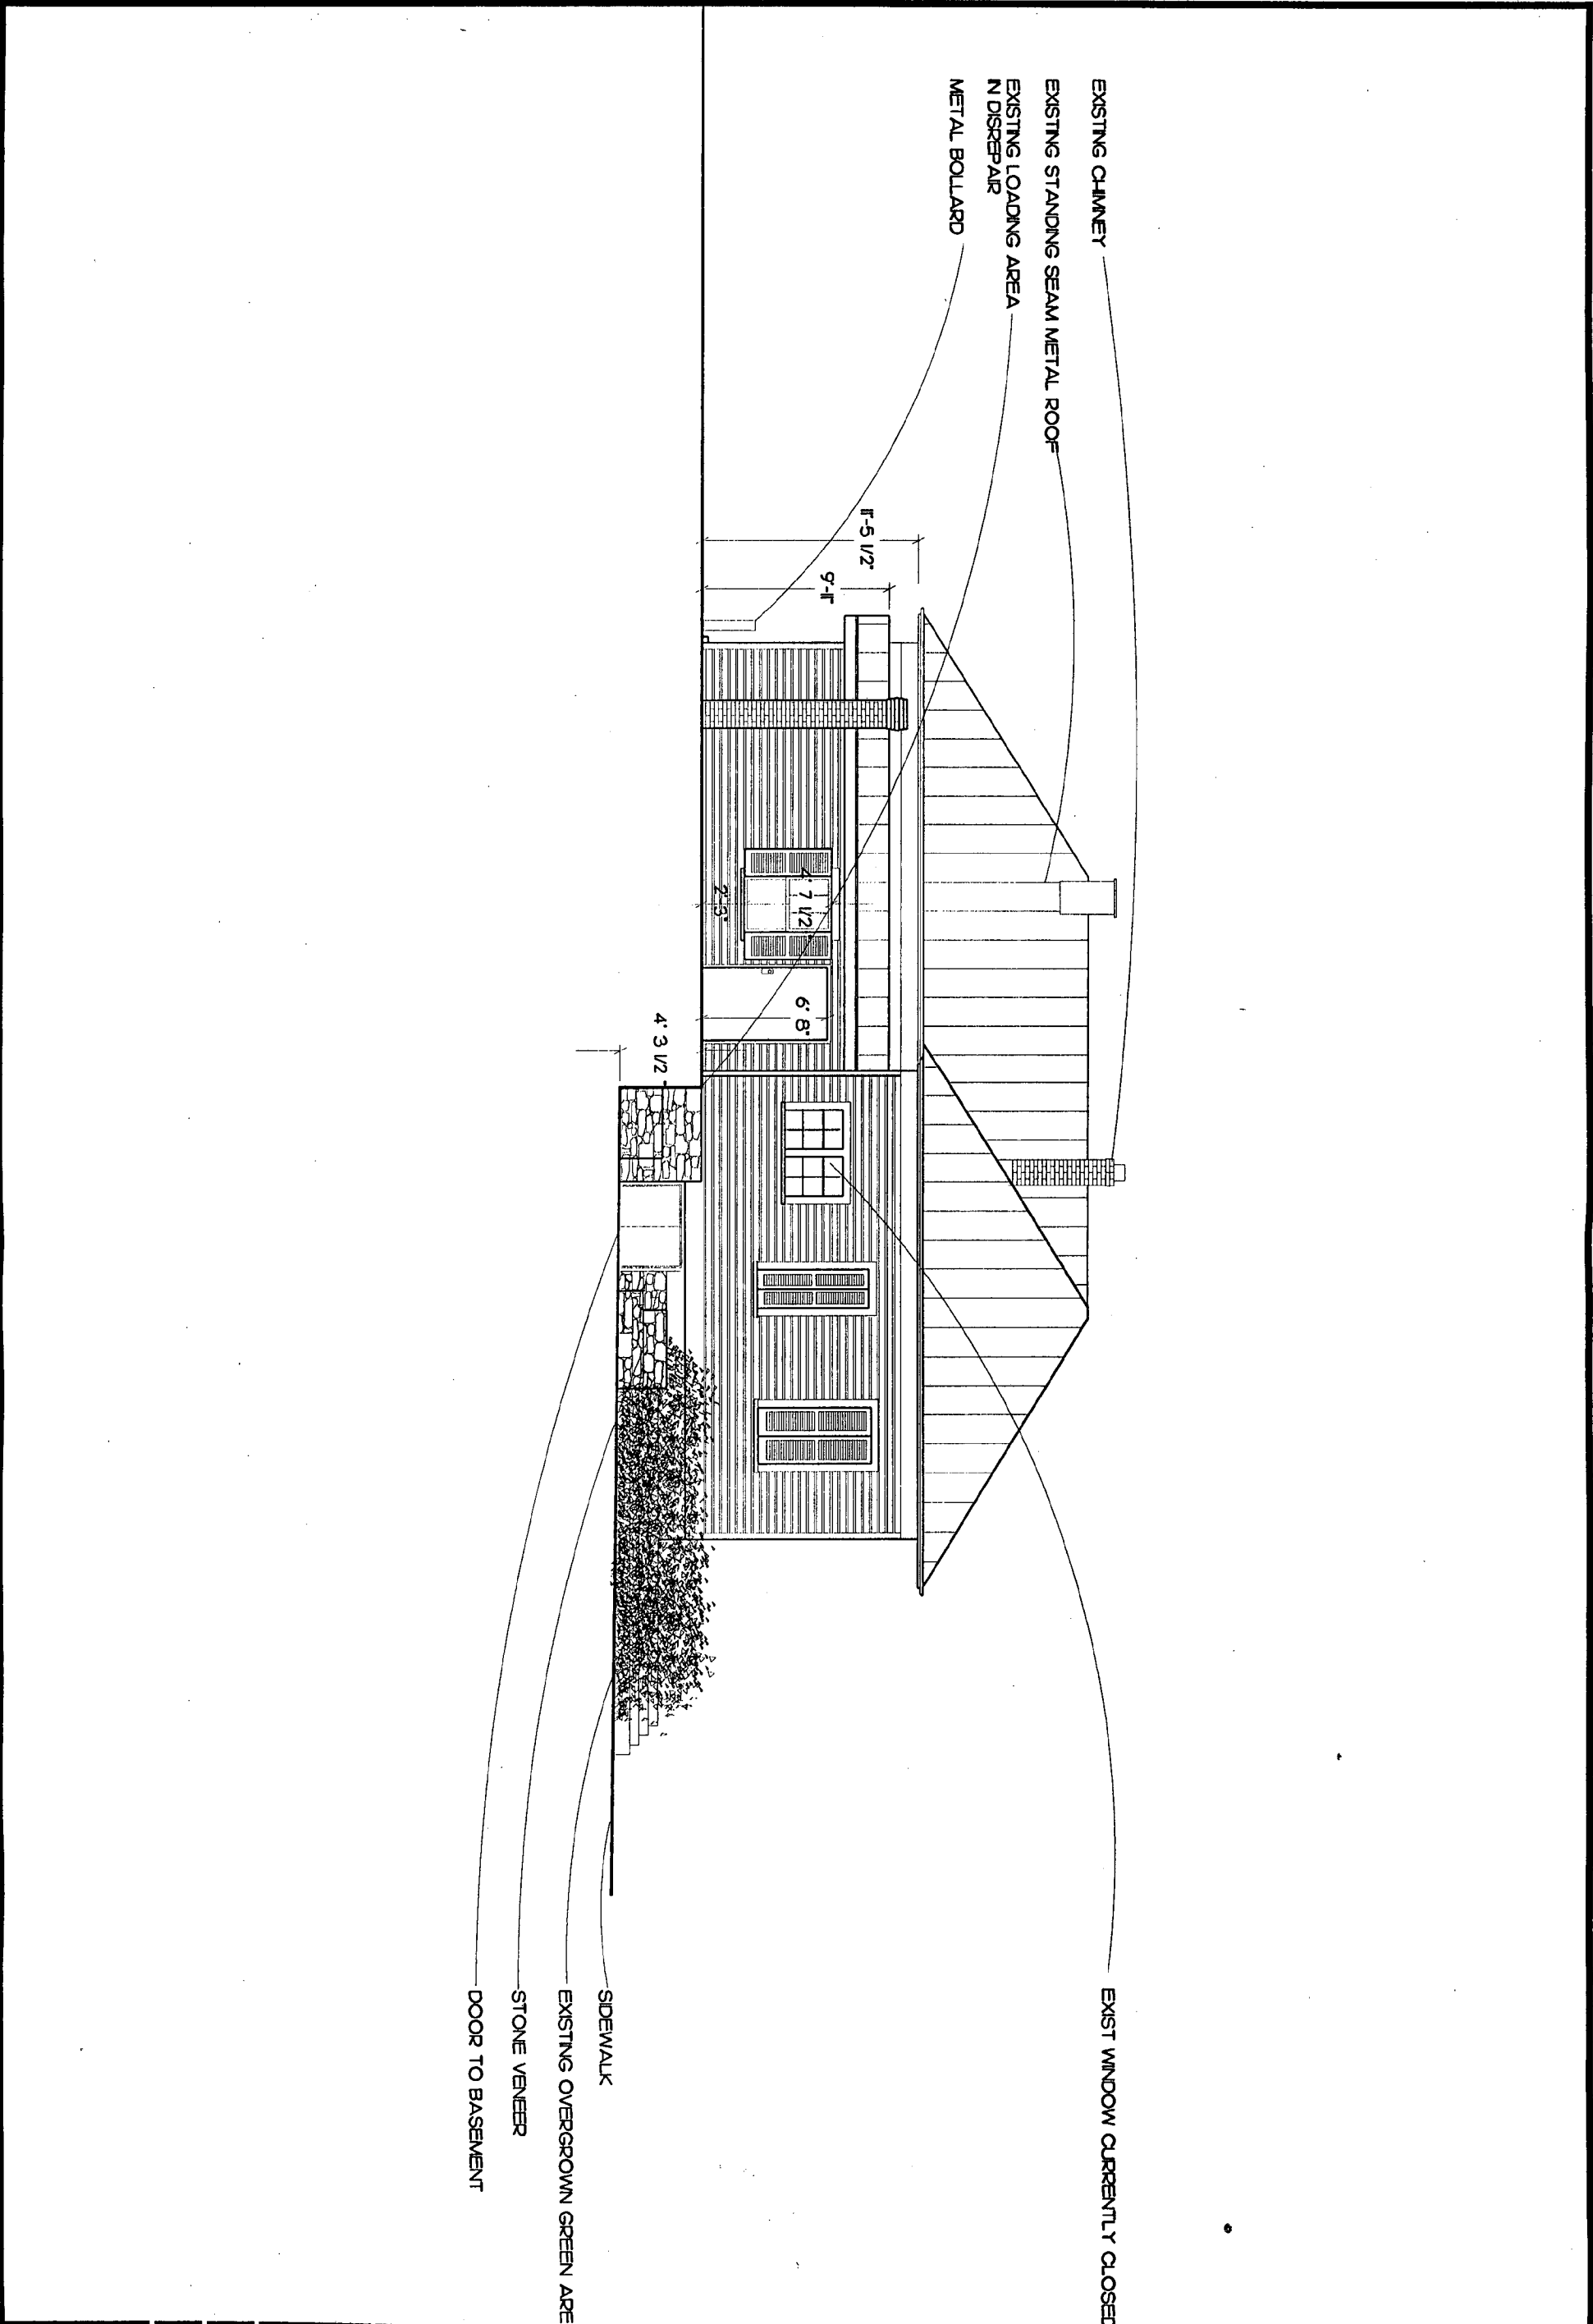 EXISTING CHIMNEY
EXISTING STANDING SEAM METAL ROOF
EXISTING LOADING AREA
IN DISREPAIR
METAL BOLLARD
11'-5 1/2"
9'-11"
4' 7 1/2"
2'-3"
6' 8"
4' 3 1/2"
EXIST WINDOW CURRENTLY CLOSED
SIDEWALK
EXISTING OVERGROWN GREEN ARE
STONE VENEER
DOOR TO BASEMENT